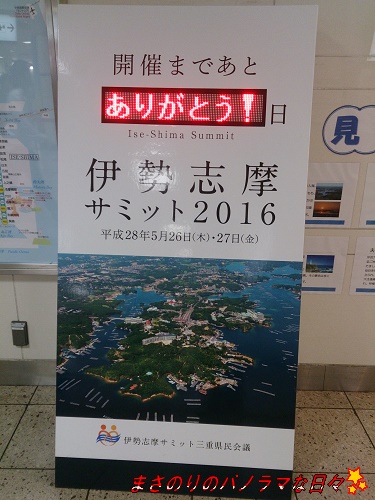 開催まであと
ありがとう！日
Ise-Shima Summit
伊勢志摩
サミット2016
平成28年5月26日(木)・27日(金)
伊勢志摩サミット三重県民会議
見
まさのりのパノラマな日々